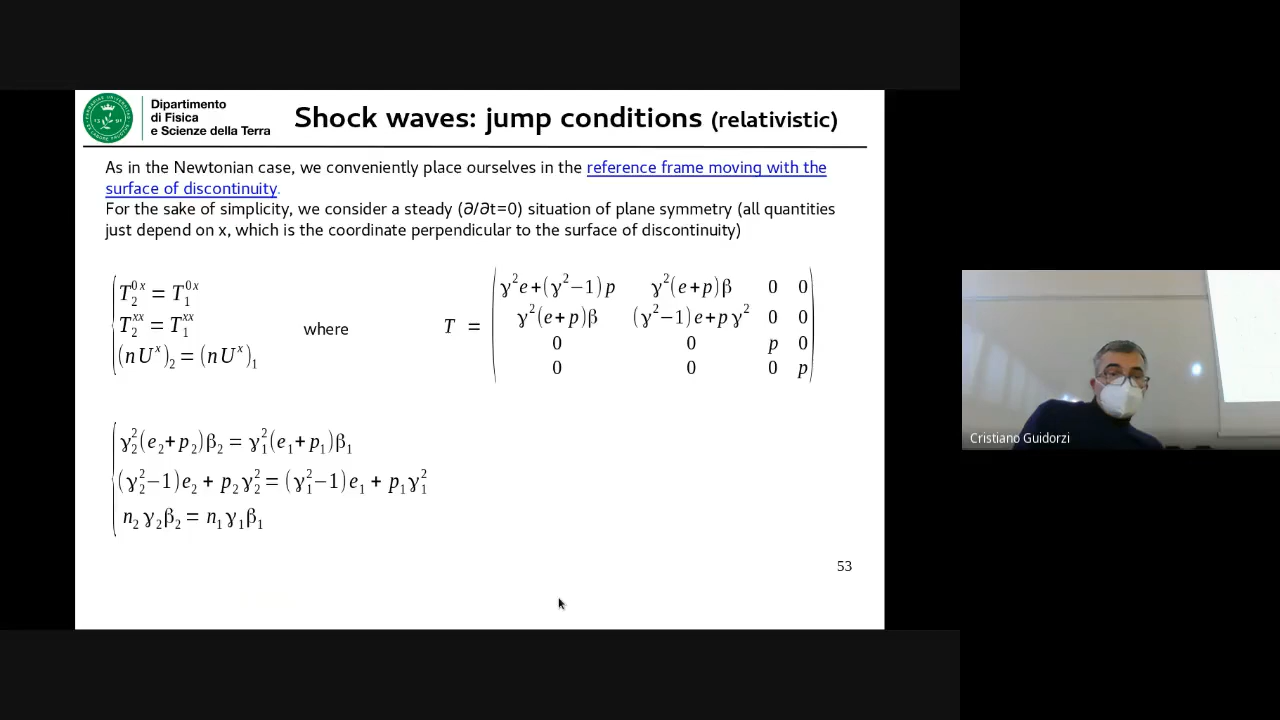 Dipartimento
di Fisica
e Scienze della Terra
Shock waves: jump conditions (relativistic)
As in the Newtonian case, we conveniently place ourselves in the reference frame moving with the
surface of discontinuity.
For the sake of simplicity, we consider a steady (∂/∂t=0) situation of plane symmetry (all quantities
just depend on x, which is the coordinate perpendicular to the surface of discontinuity)
T₂⁰ˣ = T₁⁰ˣ
T₂ˣˣ = T₁ˣˣ
(n Uˣ)₂ = (n Uˣ)₁
where
T =
γ²e+(γ²−1)p γ²(e+p)β 0 0
γ²(e+p)β (γ²−1)e+pγ² 0 0
0 0 p 0
0 0 0 p
γ₂²(e₂+p₂)β₂ = γ₁²(e₁+p₁)β₁
(γ₂²−1)e₂ + p₂γ₂² = (γ₁²−1)e₁ + p₁γ₁²
n₂γ₂β₂ = n₁γ₁β₁
53
Cristiano Guidorzi